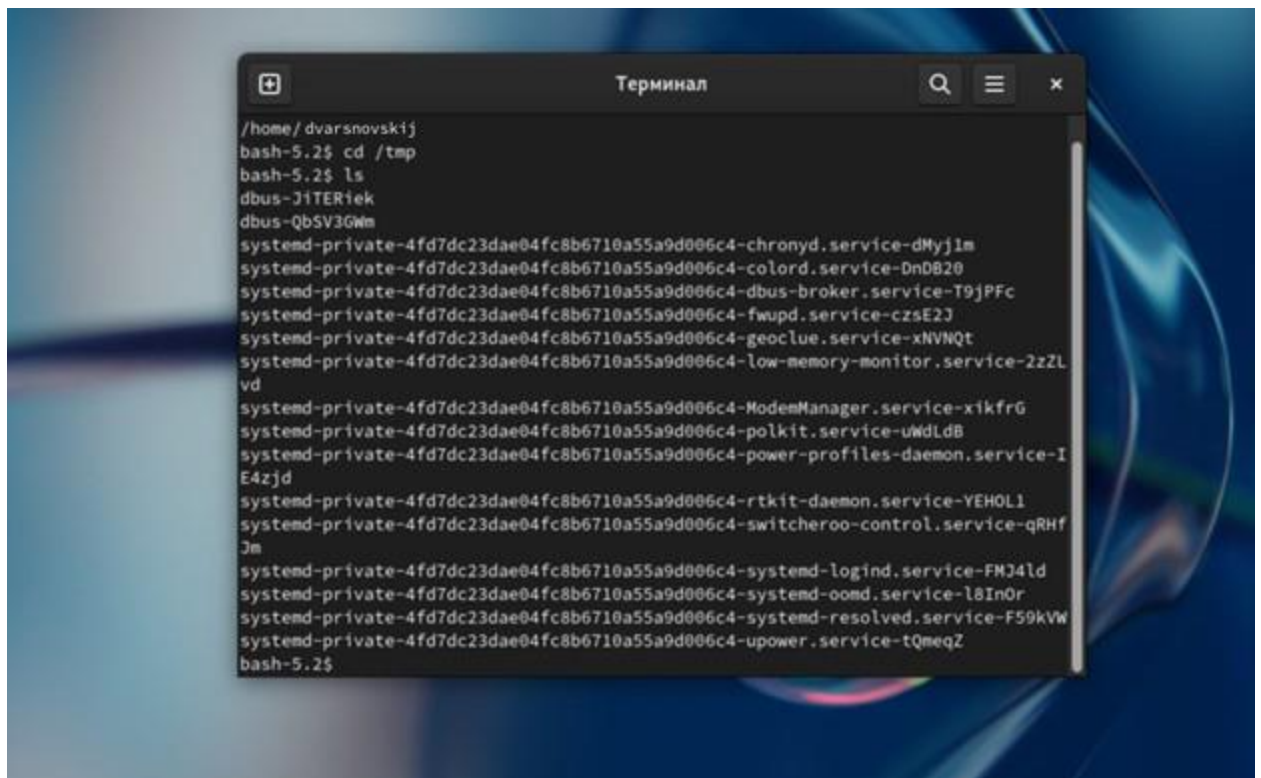 Терминал
/home/dvarsnovskij
bash-5.2$ cd /tmp
bash-5.2$ ls
dbus-JiTERiek
dbus-QbSV3GWm
systemd-private-4fd7dc23dae04fc8b6710a55a9d006c4-chronyd.service-dMyj1m
systemd-private-4fd7dc23dae04fc8b6710a55a9d006c4-colord.service-DnDB20
systemd-private-4fd7dc23dae04fc8b6710a55a9d006c4-dbus-broker.service-T9jPFc
systemd-private-4fd7dc23dae04fc8b6710a55a9d006c4-fwupd.service-czsE2J
systemd-private-4fd7dc23dae04fc8b6710a55a9d006c4-geoclue.service-xNVNQt
systemd-private-4fd7dc23dae04fc8b6710a55a9d006c4-low-memory-monitor.service-2zZL
vd
systemd-private-4fd7dc23dae04fc8b6710a55a9d006c4-ModemManager.service-xikfrG
systemd-private-4fd7dc23dae04fc8b6710a55a9d006c4-polkit.service-uWdLdB
systemd-private-4fd7dc23dae04fc8b6710a55a9d006c4-power-profiles-daemon.service-I
E4zjd
systemd-private-4fd7dc23dae04fc8b6710a55a9d006c4-rtkit-daemon.service-YEHOL1
systemd-private-4fd7dc23dae04fc8b6710a55a9d006c4-switcheroo-control.service-qRHf
Jm
systemd-private-4fd7dc23dae04fc8b6710a55a9d006c4-systemd-logind.service-FMJ4ld
systemd-private-4fd7dc23dae04fc8b6710a55a9d006c4-systemd-oomd.service-l8InOr
systemd-private-4fd7dc23dae04fc8b6710a55a9d006c4-systemd-resolved.service-F59kVW
systemd-private-4fd7dc23dae04fc8b6710a55a9d006c4-upower.service-tQmeqZ
bash-5.2$